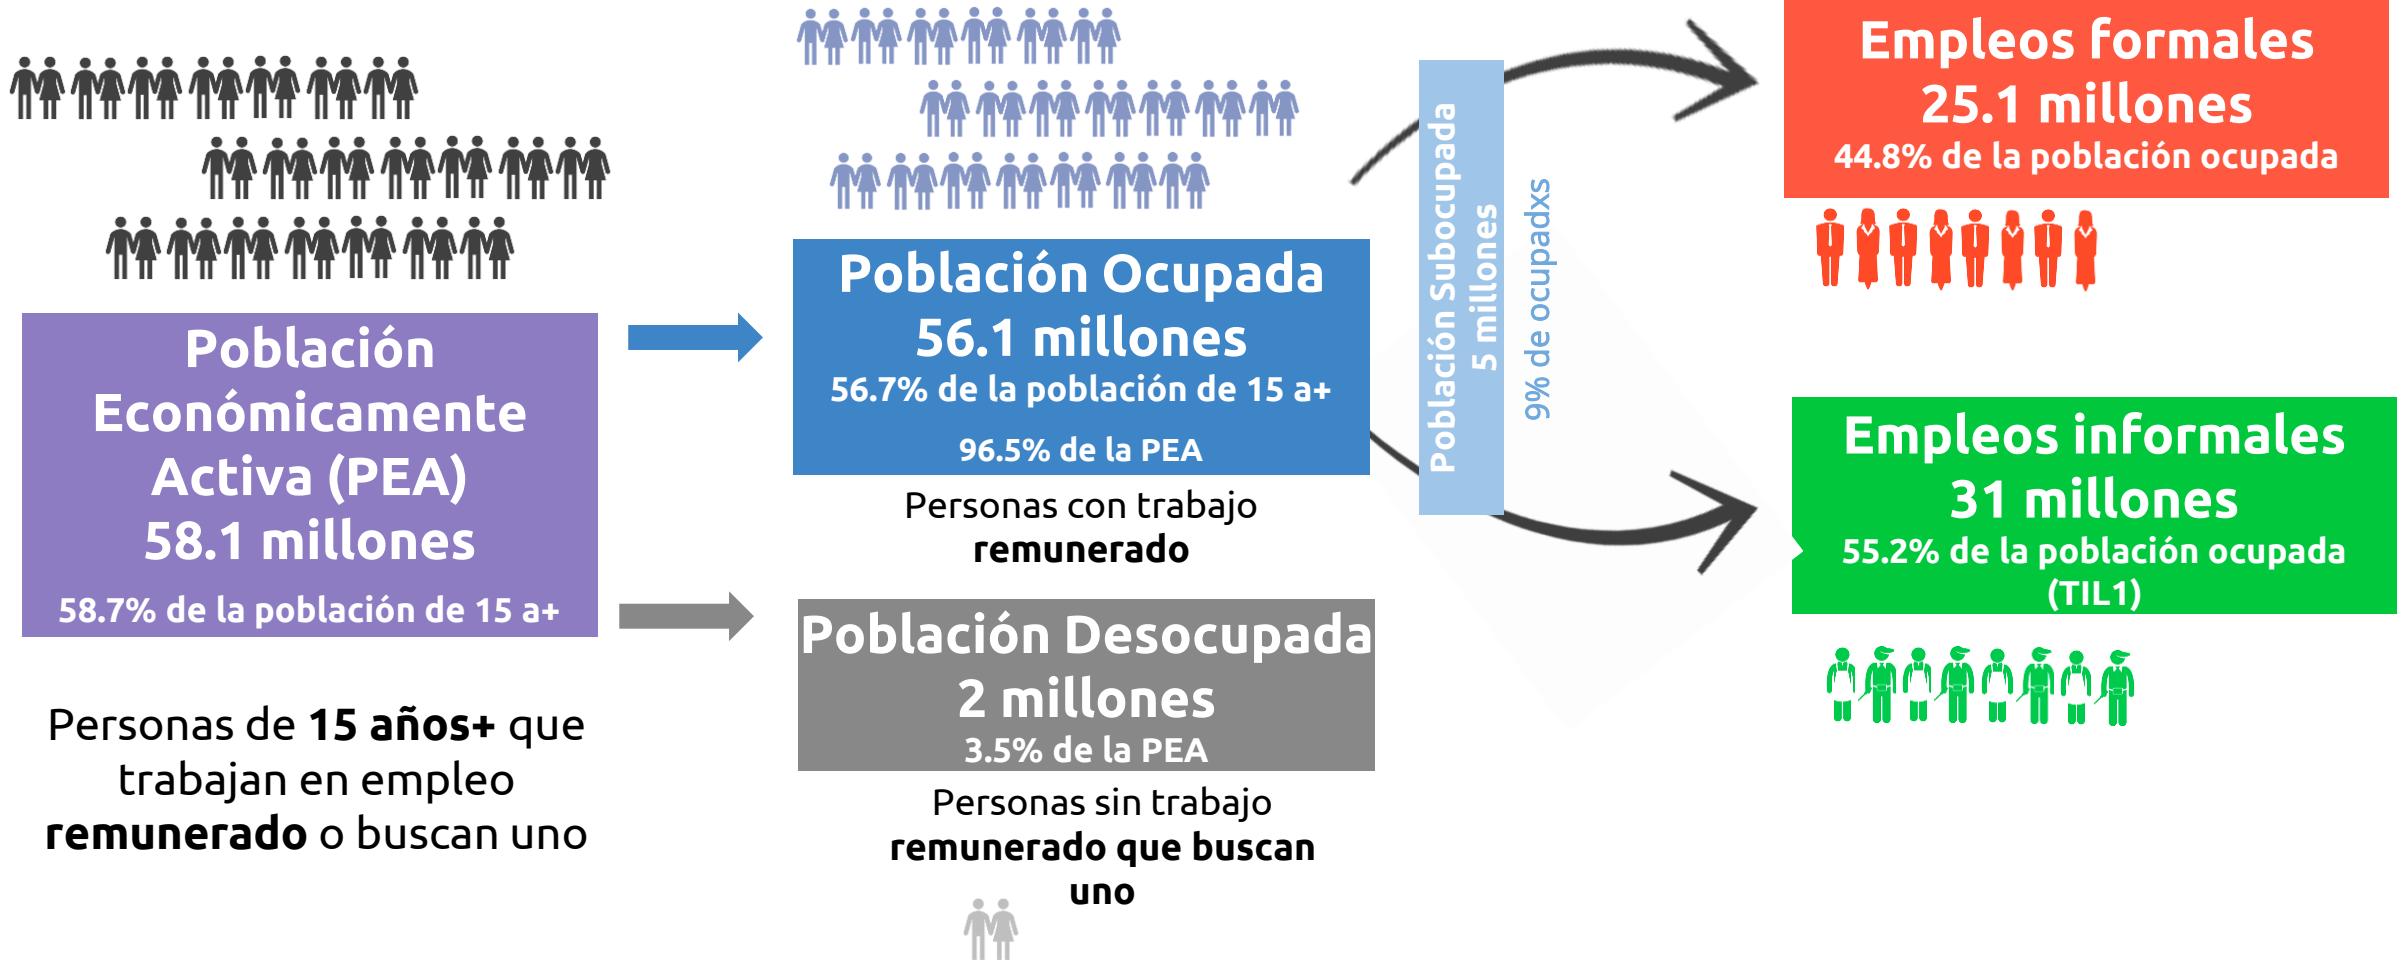 Población
Económicamente
Activa (PEA)
58.1 millones
58.7% de la población de 15 a+
Personas de 15 años+ que
trabajan en empleo
remunerado o buscan uno
Población Ocupada
56.1 millones
56.7% de la población de 15 a+
96.5% de la PEA
Personas con trabajo
remunerado
Población Desocupada
2 millones
3.5% de la PEA
Personas sin trabajo
remunerado que buscan
uno
Población Subocupada
5 millones
9% de ocupadxs
Empleos formales
25.1 millones
44.8% de la población ocupada
Empleos informales
31 millones
55.2% de la población ocupada
(TIL1)